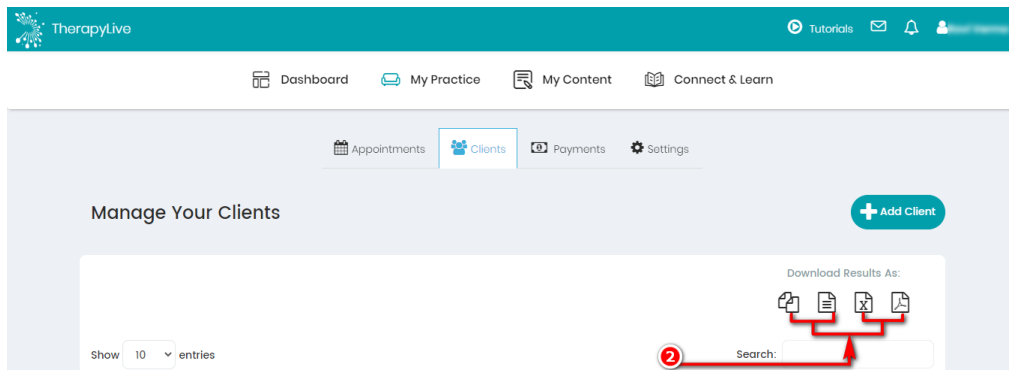 TherapyLive
Tutorials
Dashboard My Practice My Content Connect & Learn
Appointments Clients Payments Settings
Manage Your Clients
Add Client
Download Results As:
Show 10 entries
2
Search: